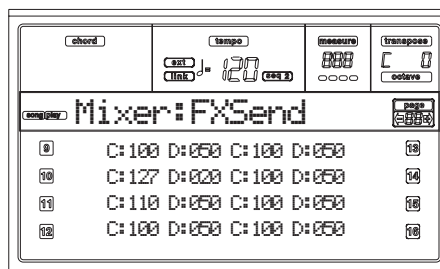 chord tempo measure transpose
ext link ♩= 120 seq 2 888 C 0
octave
song play Mixer:FXSend page 88
9 C:100 D:050 C:100 D:050 13
10 C:127 D:020 C:100 D:050 14
11 C:110 D:050 C:100 D:050 15
12 C:100 D:050 C:100 D:050 16